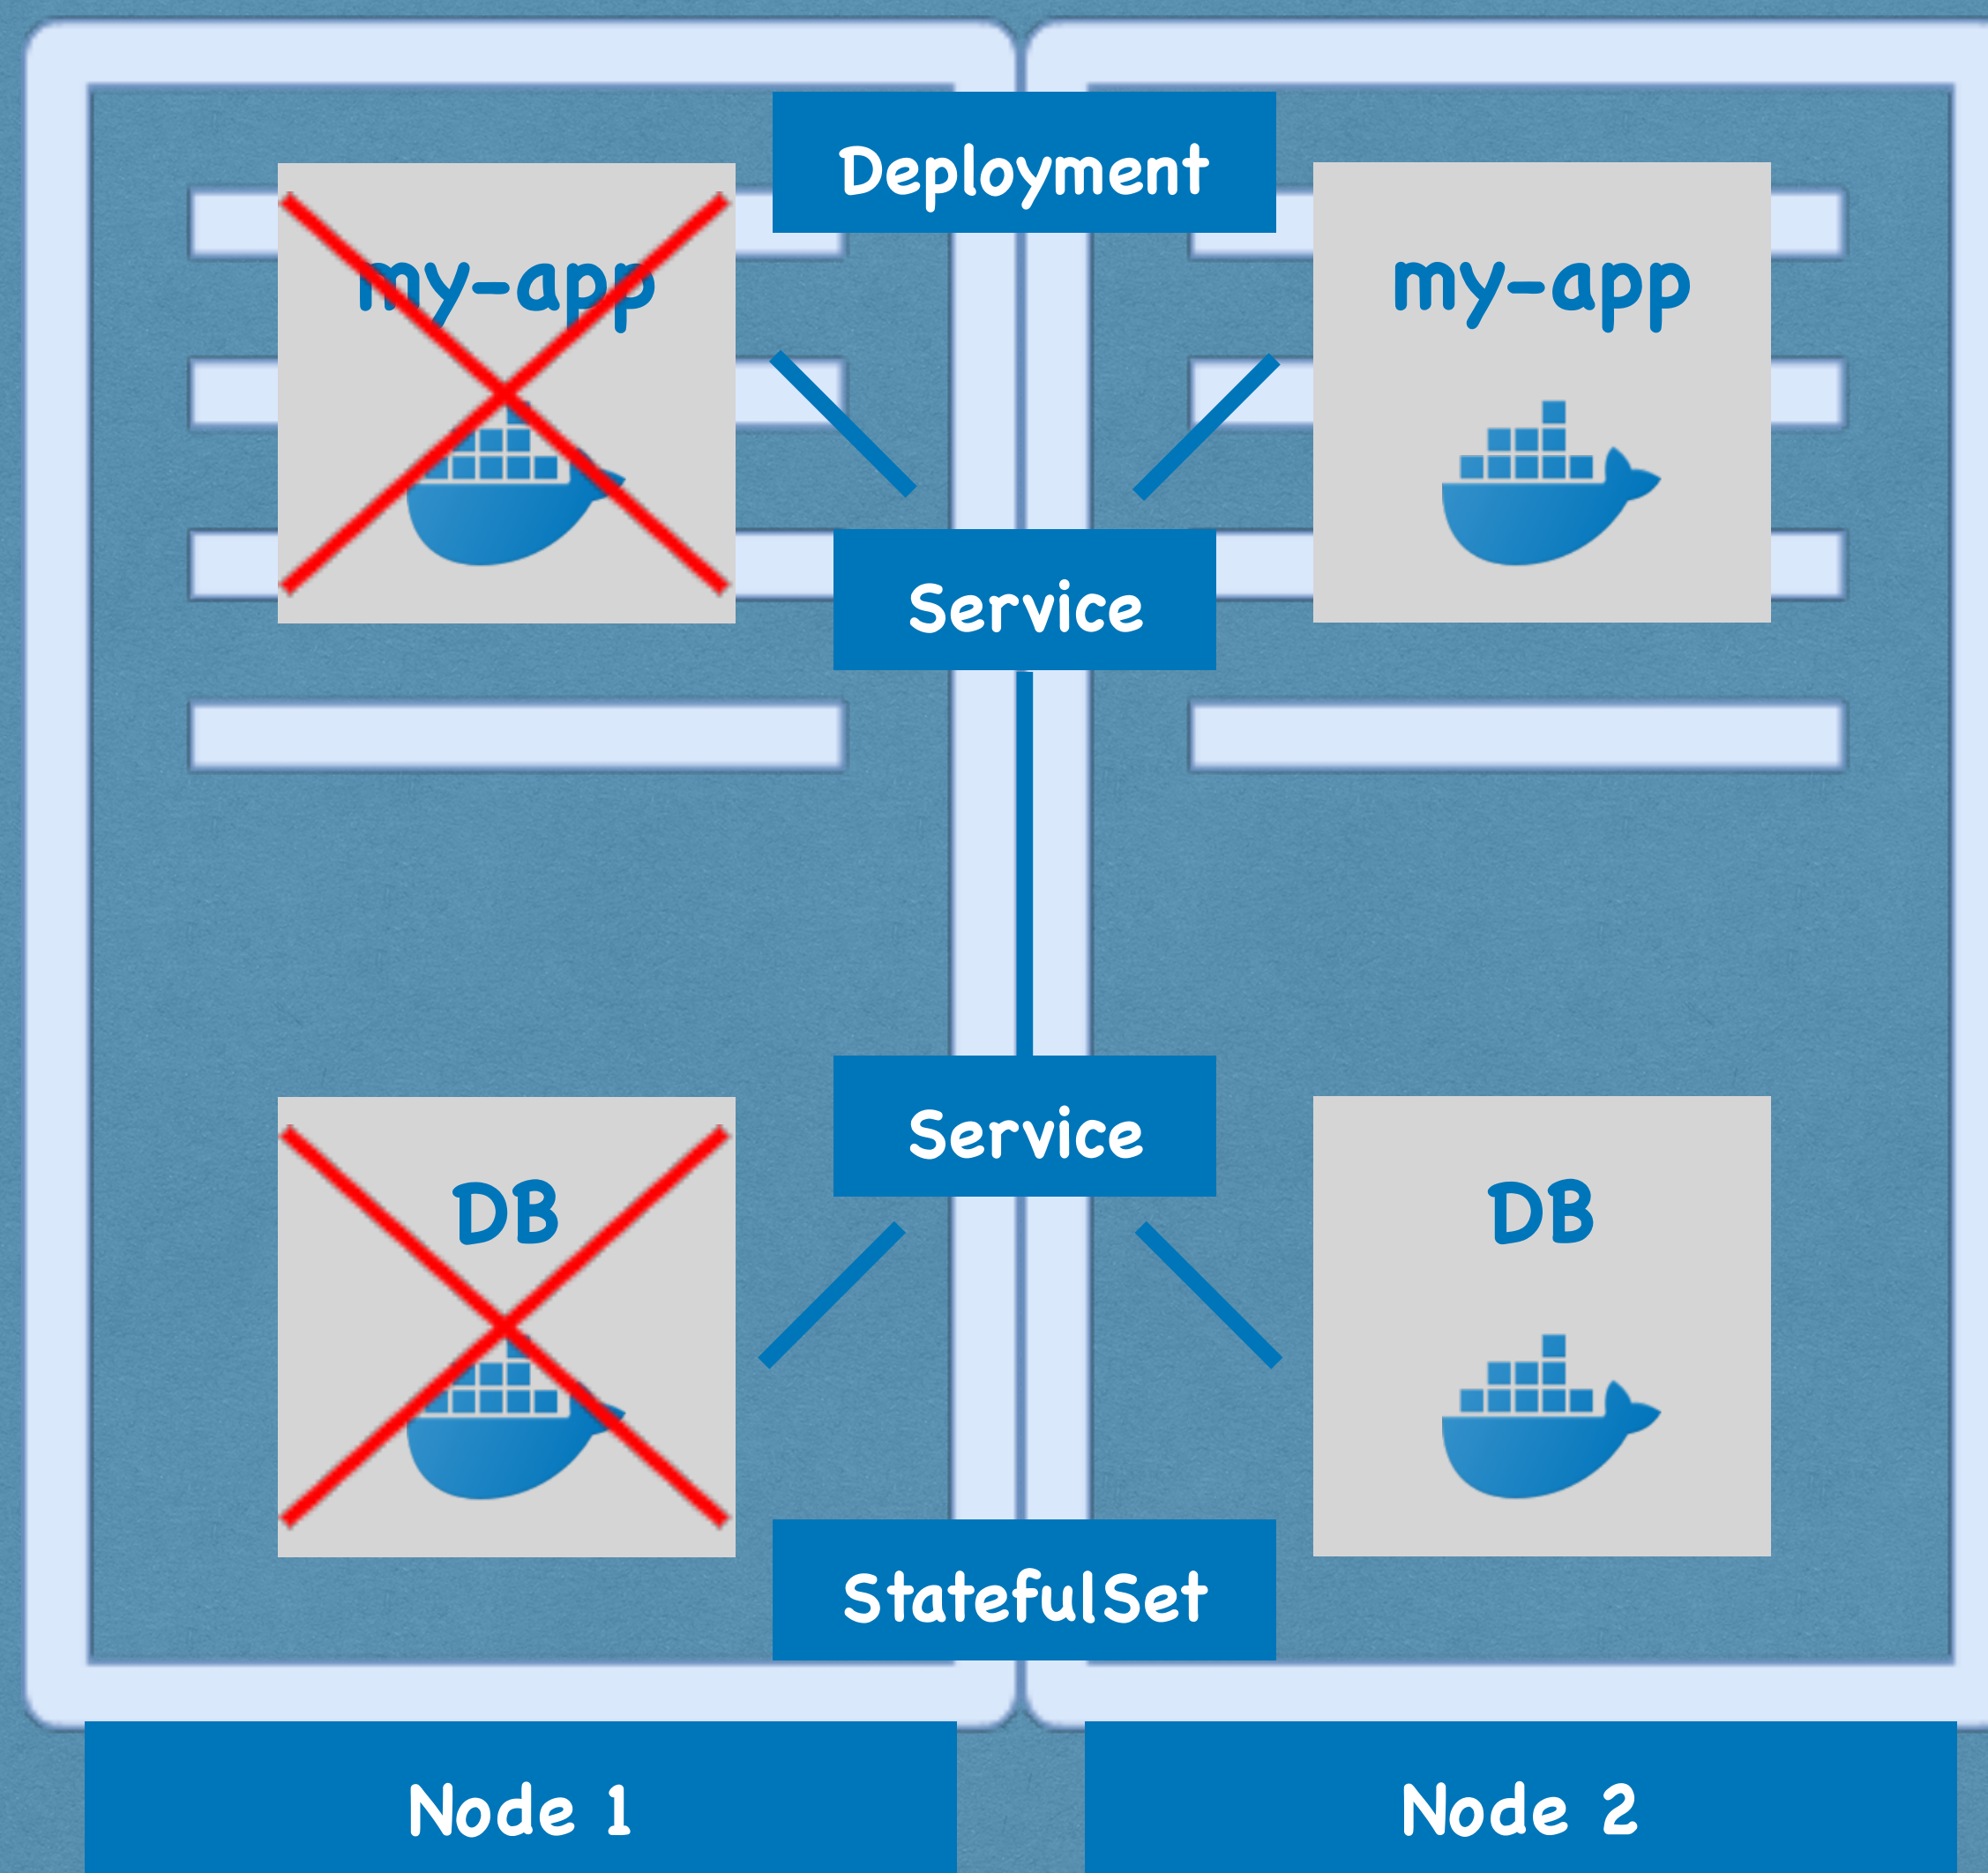 Deployment
my-app
my-app
Service
Service
DB
DB
StatefulSet
Node 1
Node 2